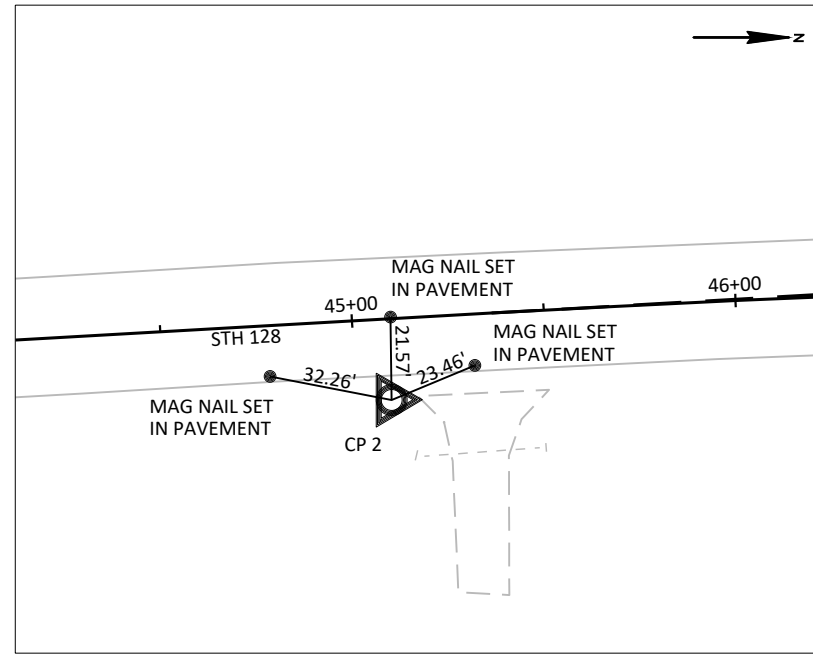 N
MAG NAIL SET
IN PAVEMENT
45+00
46+00
STH 128
MAG NAIL SET
IN PAVEMENT
21.57'
23.46'
32.26'
MAG NAIL SET
IN PAVEMENT
CP 2